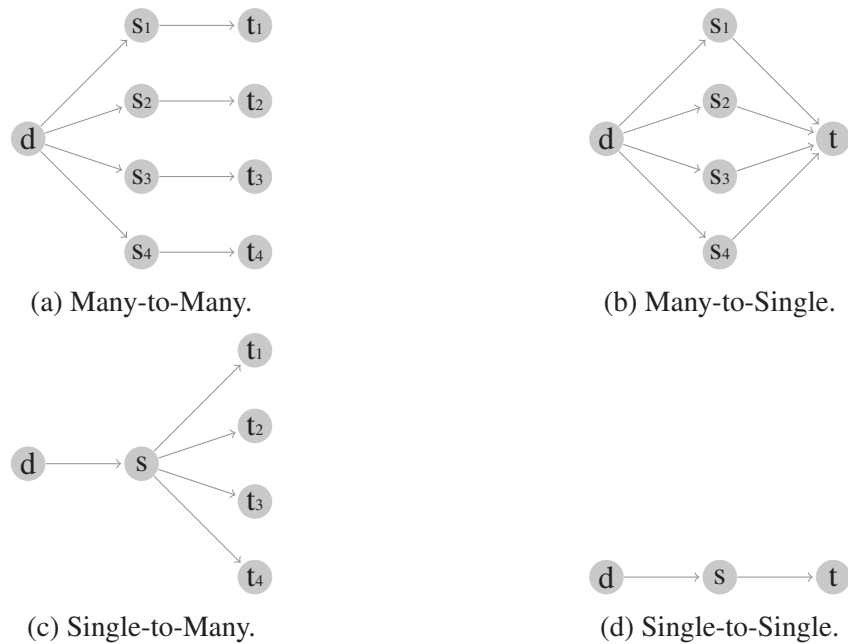 s1 t1 s1
s2 t2 s2
d d t
s3 t3 s3
s4 t4 s4
(a) Many-to-Many. (b) Many-to-Single.
t1
t2
d s
t3
t4 d s t
(c) Single-to-Many. (d) Single-to-Single.